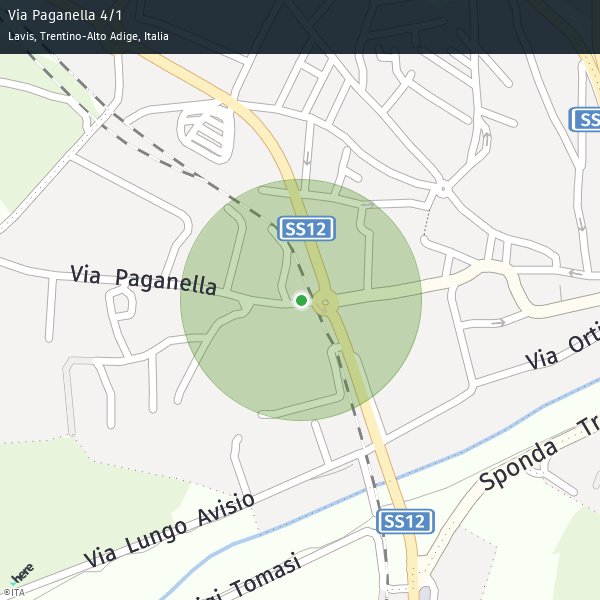 Via Paganella 4/1
Lavis, Trentino-Alto Adige, Italia
SS
SS12
Via Paganella
Via Orti
Sponda Tr
SS12
Via Lungo Avisio
igi Tomasi
here
©ITA